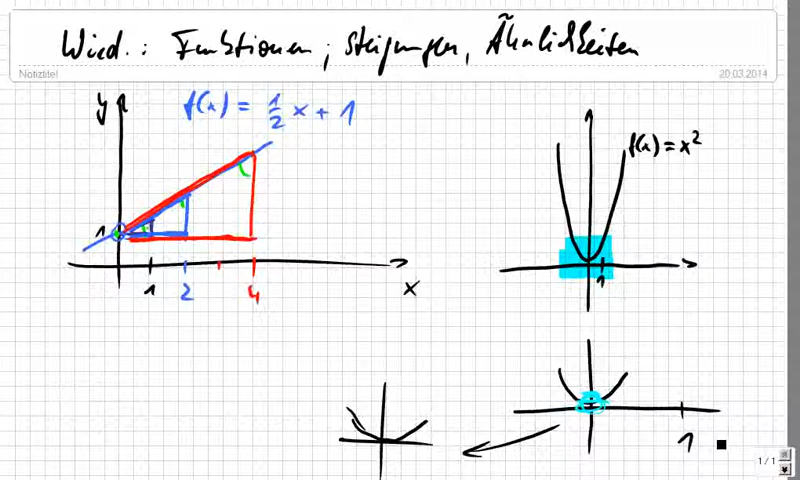 Wied.: Funktionen, Steigungen, Ähnlichkeiten
Notiztitel
20.03.2014
y
f(x) = 1/2 x + 1
1
1
2
4
x
f(x) = x²
1
1
1 / 1